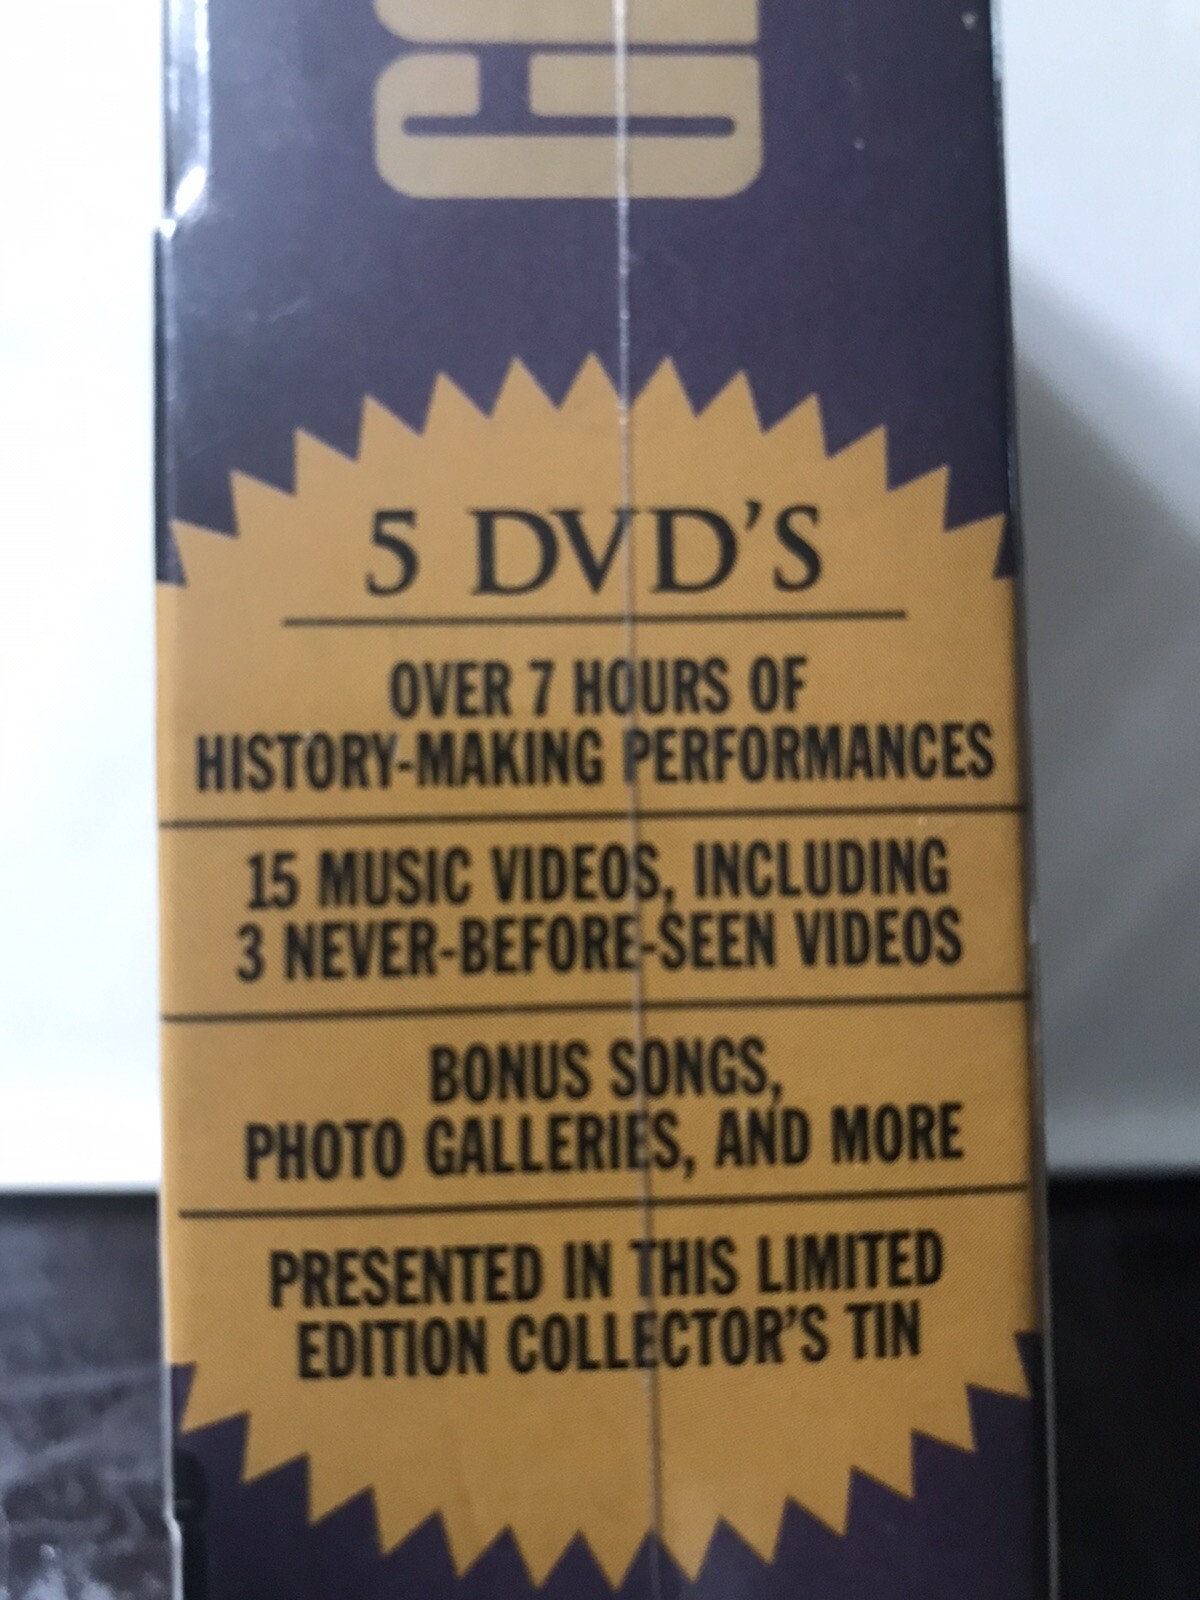 5 DVD'S
OVER 7 HOURS OF
HISTORY-MAKING PERFORMANCES
15 MUSIC VIDEOS, INCLUDING
3 NEVER-BEFORE-SEEN VIDEOS
BONUS SONGS,
PHOTO GALLERIES, AND MORE
PRESENTED IN THIS LIMITED
EDITION COLLECTOR'S TIN